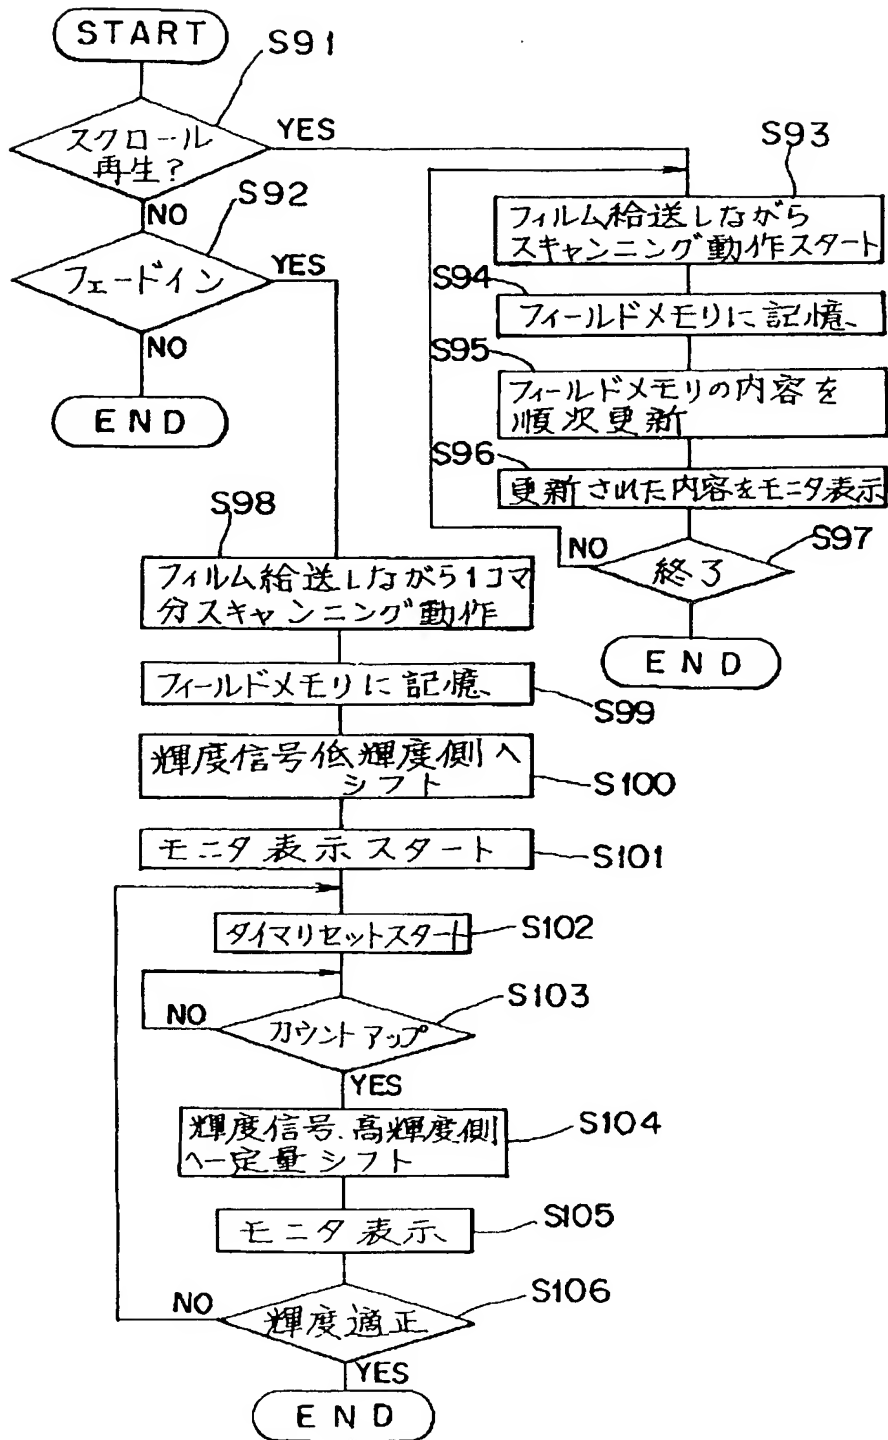 START
S91
スクロール
再生?
YES
NO
S92
フェードイン
YES
NO
END
S93
フィルム給送しながら
スキャンニング動作スタート
S94
フィールドメモリに記憶
S95
フィールドメモリの内容を
順次更新
S96
更新された内容をモニタ表示
S97
終了
NO
END
S98
フィルム給送しながら1コマ
分スキャンニング動作
フィールドメモリに記憶
S99
輝度信号低輝度側へ
シフト
S100
モニタ表示スタート
S101
タイマリセットスタート
S102
カウントアップ
S103
NO
YES
輝度信号高輝度側
へ一定量シフト
S104
モニタ表示
S105
輝度適正
S106
NO
YES
END